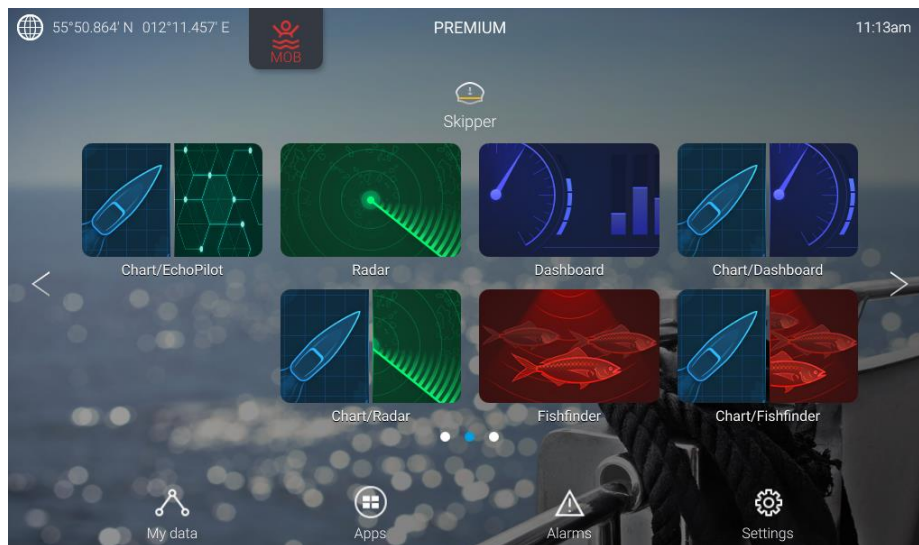 55°50.864' N 012°11.457' E
MOB
PREMIUM
11:13am
1
Skipper
Chart/EchoPilot
Radar
Dashboard
Chart/Dashboard
Chart/Radar
Fishfinder
Chart/Fishfinder
My data
Apps
Alarms
Settings